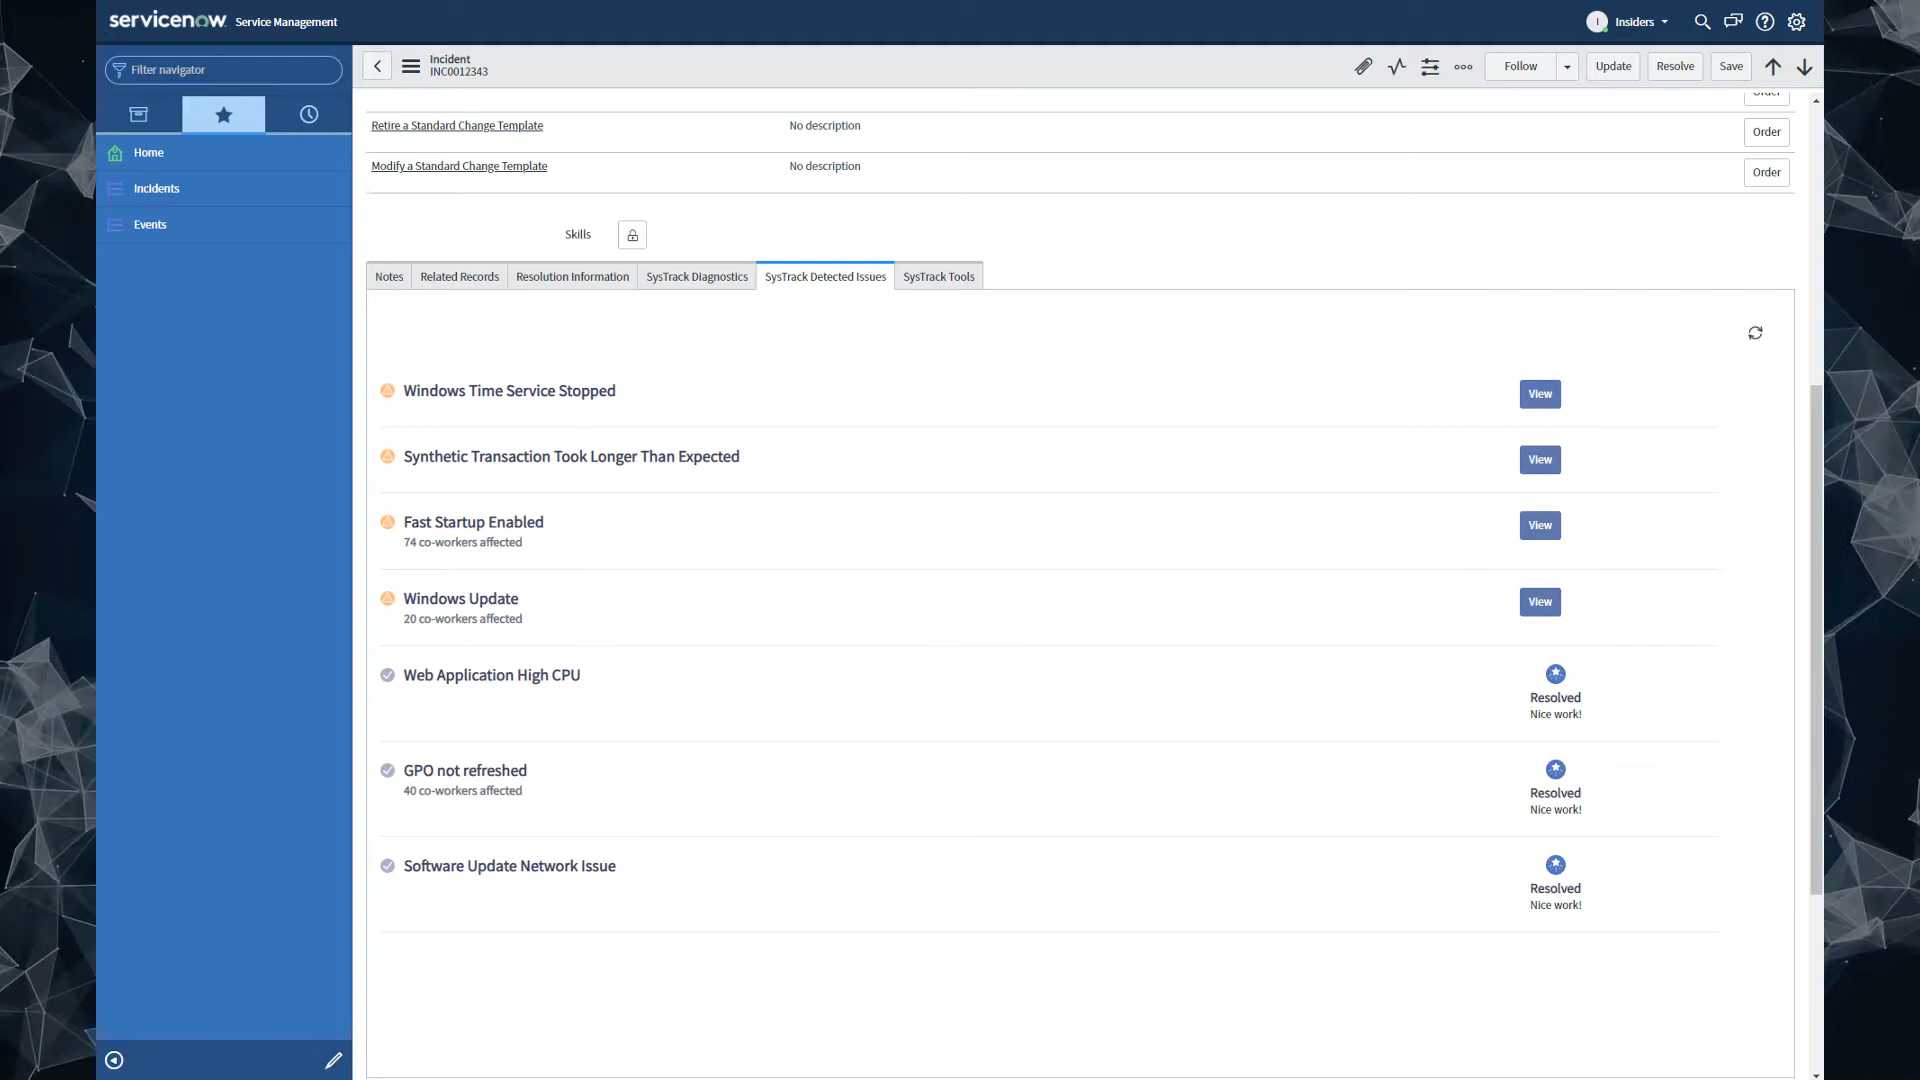 servicenow Service Management
I Insiders
Filter navigator
Incident
INC0012343
Follow
Update
Resolve
Save
Home
Incidents
Events
Order
Retire a Standard Change Template No description Order
Modify a Standard Change Template No description Order
Skills
Notes Related Records Resolution Information SysTrack Diagnostics SysTrack Detected Issues SysTrack Tools
Windows Time Service Stopped View
Synthetic Transaction Took Longer Than Expected View
Fast Startup Enabled View
74 co-workers affected
Windows Update View
20 co-workers affected
Web Application High CPU
Resolved
Nice work!
GPO not refreshed
40 co-workers affected
Resolved
Nice work!
Software Update Network Issue
Resolved
Nice work!